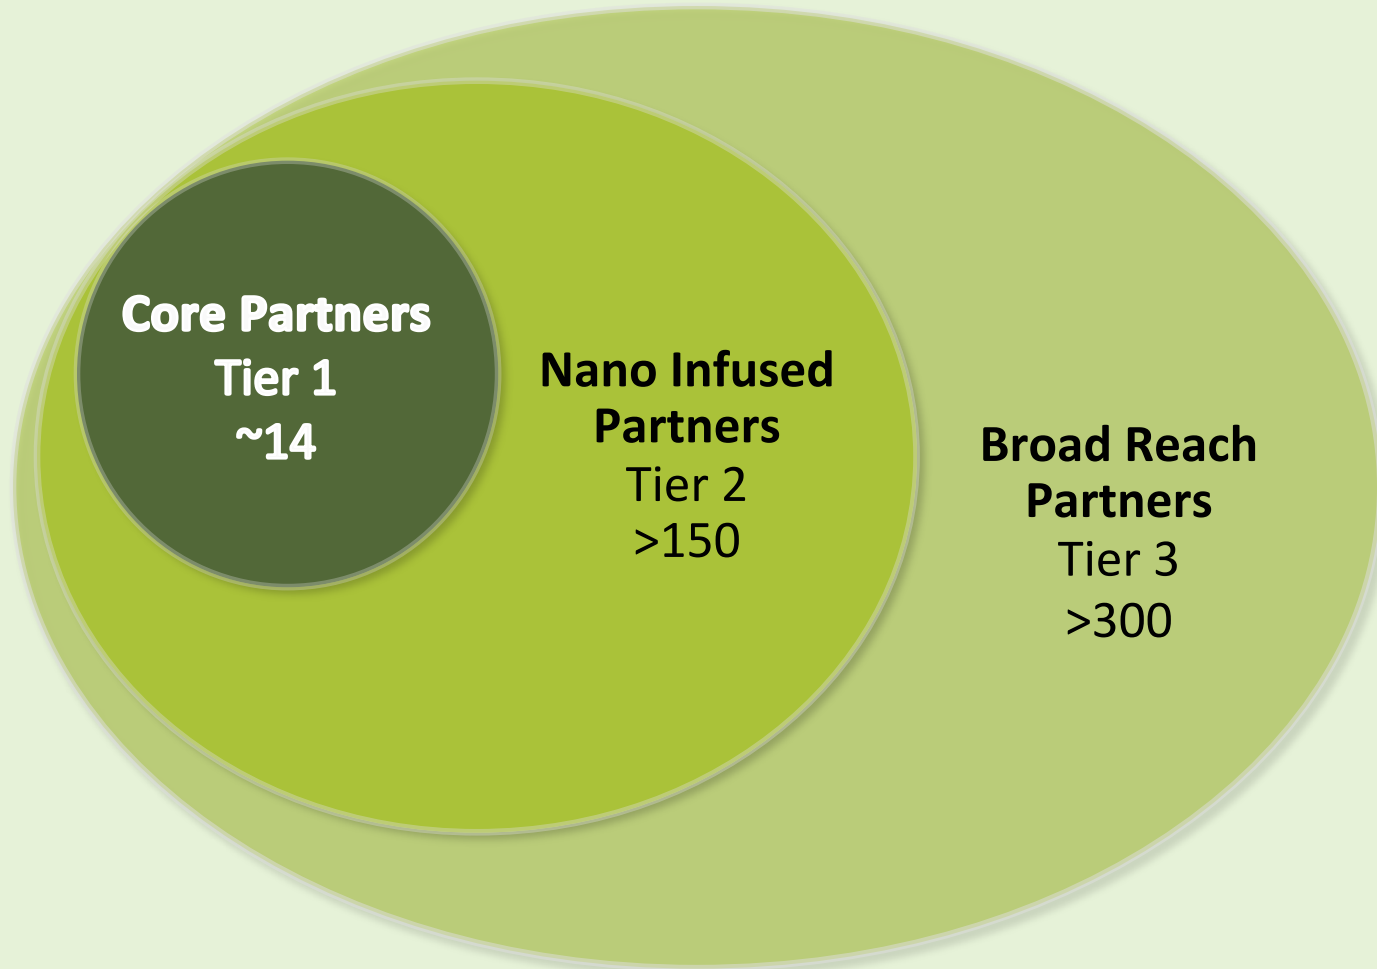 Core Partners
Tier 1
~14
Nano Infused
Partners
Tier 2
>150
Broad Reach
Partners
Tier 3
>300